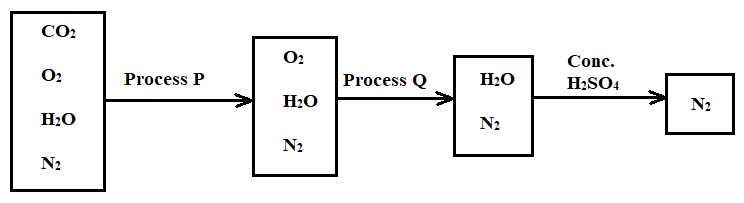 CO₂
O₂
H₂O
N₂
Process P
O₂
H₂O
N₂
Process Q
H₂O
N₂
Conc.
H₂SO₄
N₂